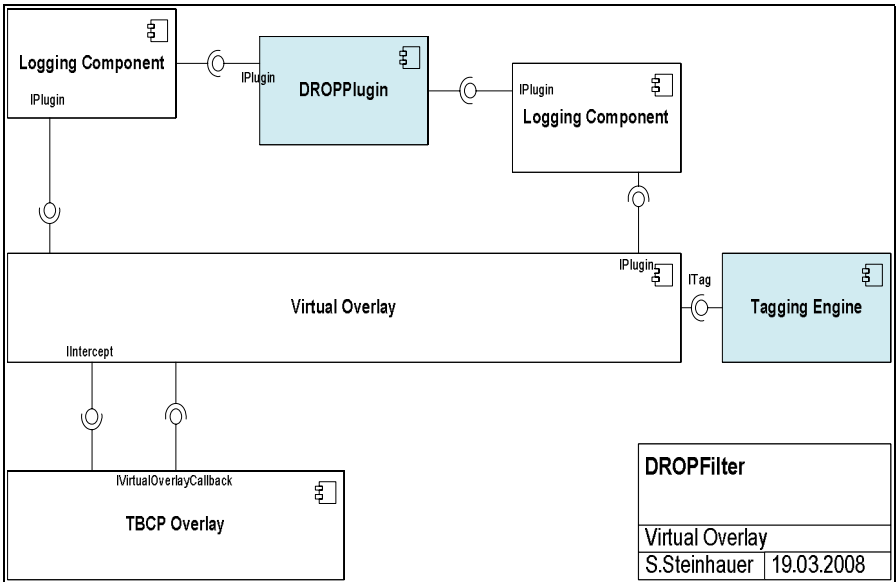 Logging Component
IPlugin
IPlugin
DROPPlugin
IPlugin
Logging Component
IPlugin
ITag
Virtual Overlay
Tagging Engine
IIntercept
IVirtualOverlayCallback
TBCP Overlay
DROPFilter
Virtual Overlay
S.Steinhauer 19.03.2008